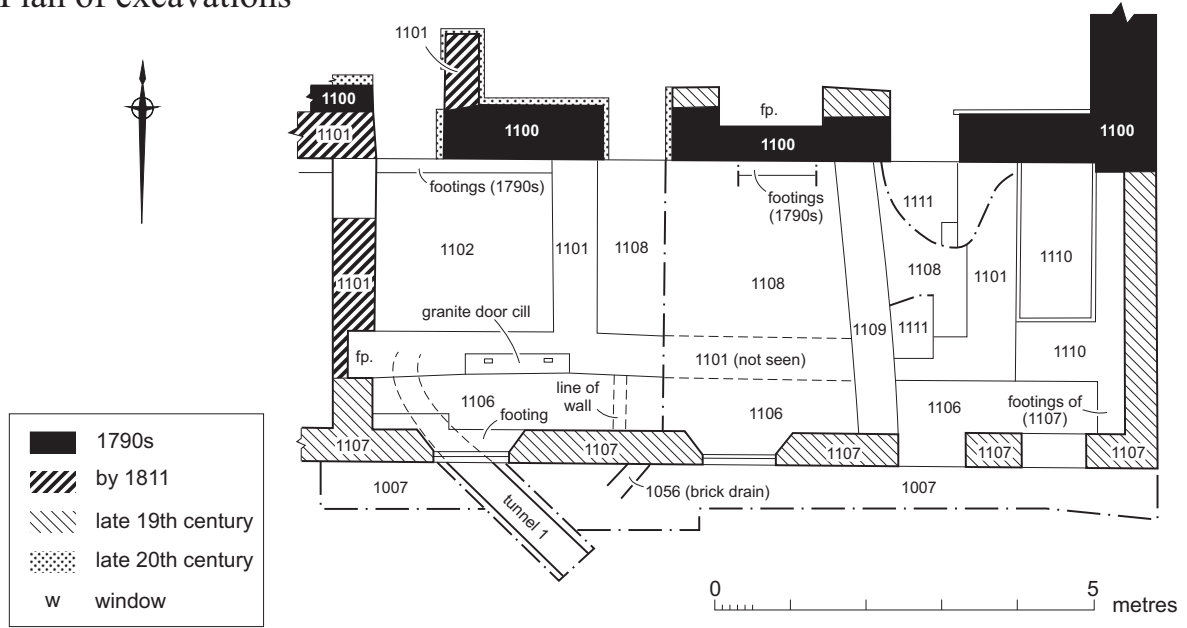 Plan of excavations
1101
1100
1101
1100
fp.
1100
1100
footings (1790s)
footings
(1790s)
1111
1102
1101
1108
1108
1108
1101
1110
1101
granite door cill
1109
1111
fp.
1101 (not seen)
1110
1106
footing
line of
wall
1106
1106
footings of
(1107)
1107
1107
1107
1107
1107
1007
tunnel 1
1056 (brick drain)
1007
1790s
by 1811
late 19th century
late 20th century
w window
0
5
metres